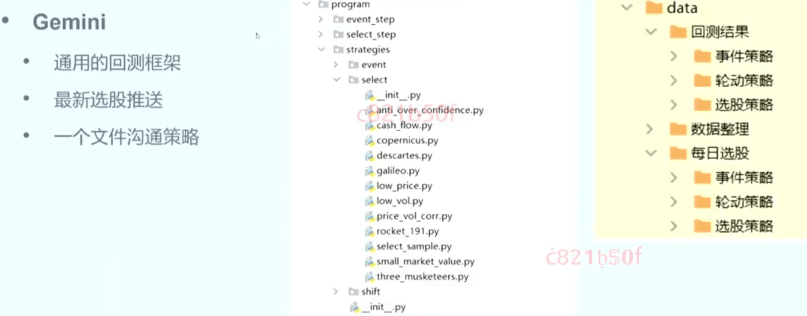 Gemini
通用的回测框架
最新选股推送
一个文件沟通策略
program
event_step
select_step
strategies
event
select
__init__.py
anti_over_confidence.py
cash_flow.py
copernicus.py
descartes.py
galileo.py
low_price.py
low_vol.py
price_vol_corr.py
rocket_191.py
select_sample.py
small_market_value.py
three_musketeers.py
shift
__init__.py
c821b50f
c821b50f
data
回测结果
事件策略
轮动策略
选股策略
数据整理
每日选股
事件策略
轮动策略
选股策略